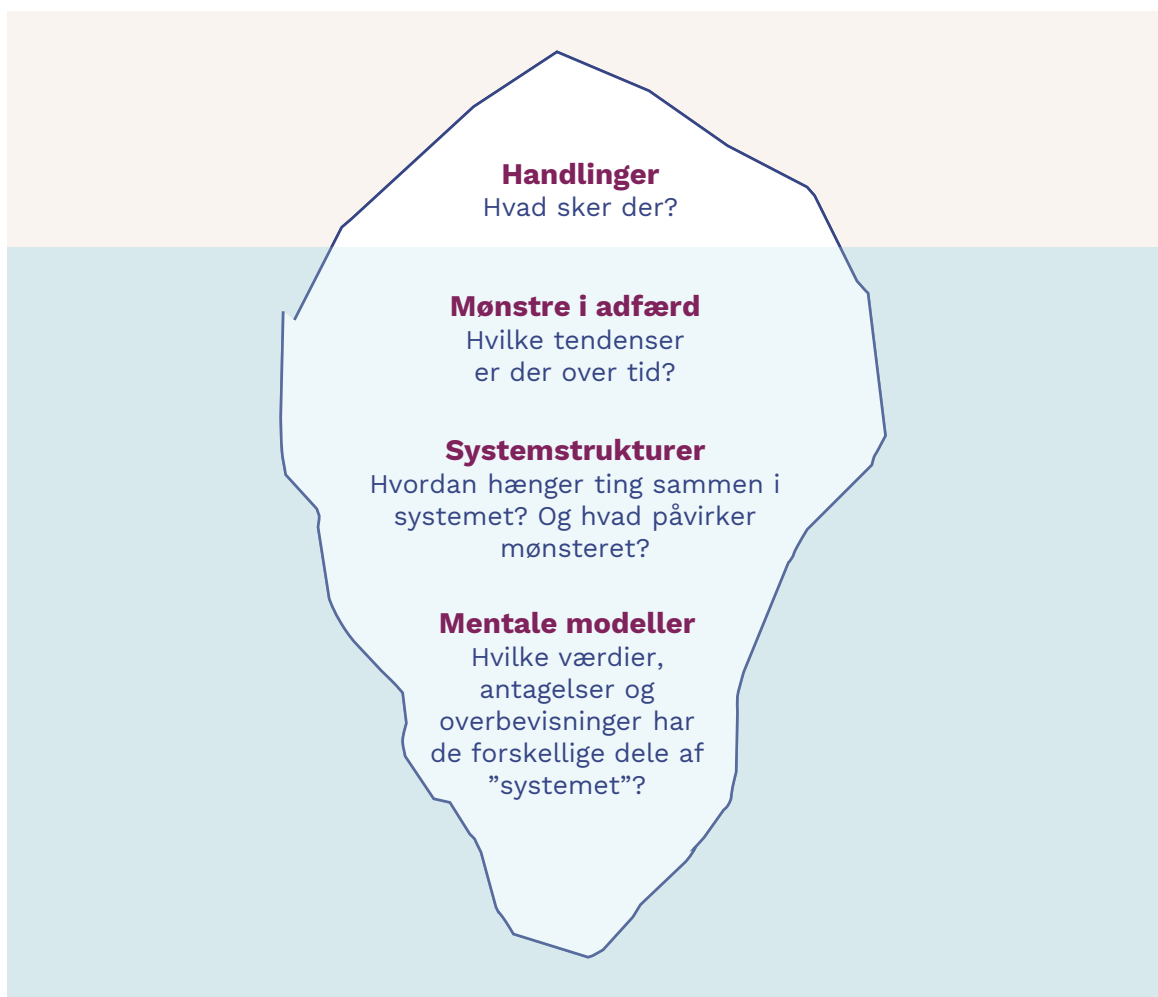 Handlinger
Hvad sker der?
Mønstre i adfærd
Hvilke tendenser
er der over tid?
Systemstrukturer
Hvordan hænger ting sammen i
systemet? Og hvad påvirker
mønsteret?
Mentale modeller
Hvilke værdier,
antagelser og
overbevisninger har
de forskellige dele af
”systemet”?